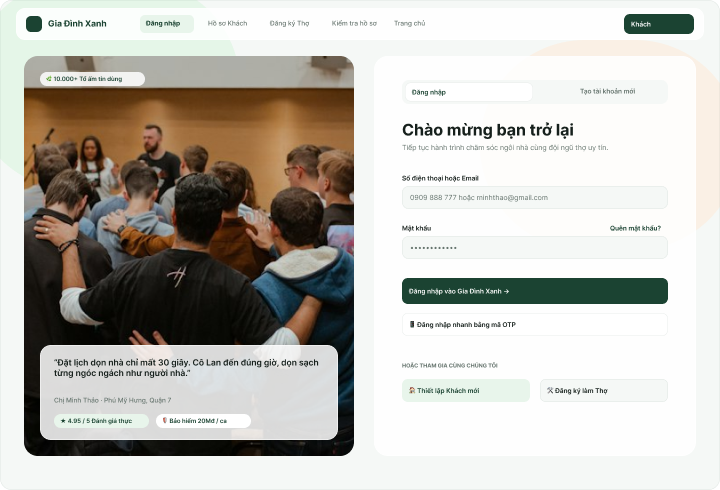 Gia Đình Xanh
Đăng nhập
Hồ sơ Khách
Đăng ký Thợ
Kiểm tra hồ sơ
Trang chủ
Khách
🌿 10.000+ Tổ ấm tin dùng
"Đặt lịch dọn nhà chỉ mất 30 giây. Cô Lan đến đúng giờ, dọn sạch
từng ngóc ngách như người nhà."
Chị Minh Thảo · Phú Mỹ Hưng, Quận 7
★ 4.95 / 5 Đánh giá thực
Bảo hiểm 20Mđ / ca
Đăng nhập
Tạo tài khoản mới
Chào mừng bạn trở lại
Tiếp tục hành trình chăm sóc ngôi nhà cùng đội ngũ thợ uy tín.
Số điện thoại hoặc Email
0909 888 777 hoặc minhthao@gmail.com
Mật khẩu
Quên mật khẩu?
••••••••••••
Đăng nhập vào Gia Đình Xanh →
Đăng nhập nhanh bằng mã OTP
HOẶC THAM GIA CÙNG CHÚNG TÔI
🏠 Thiết lập Khách mới
🛠 Đăng ký làm Thợ